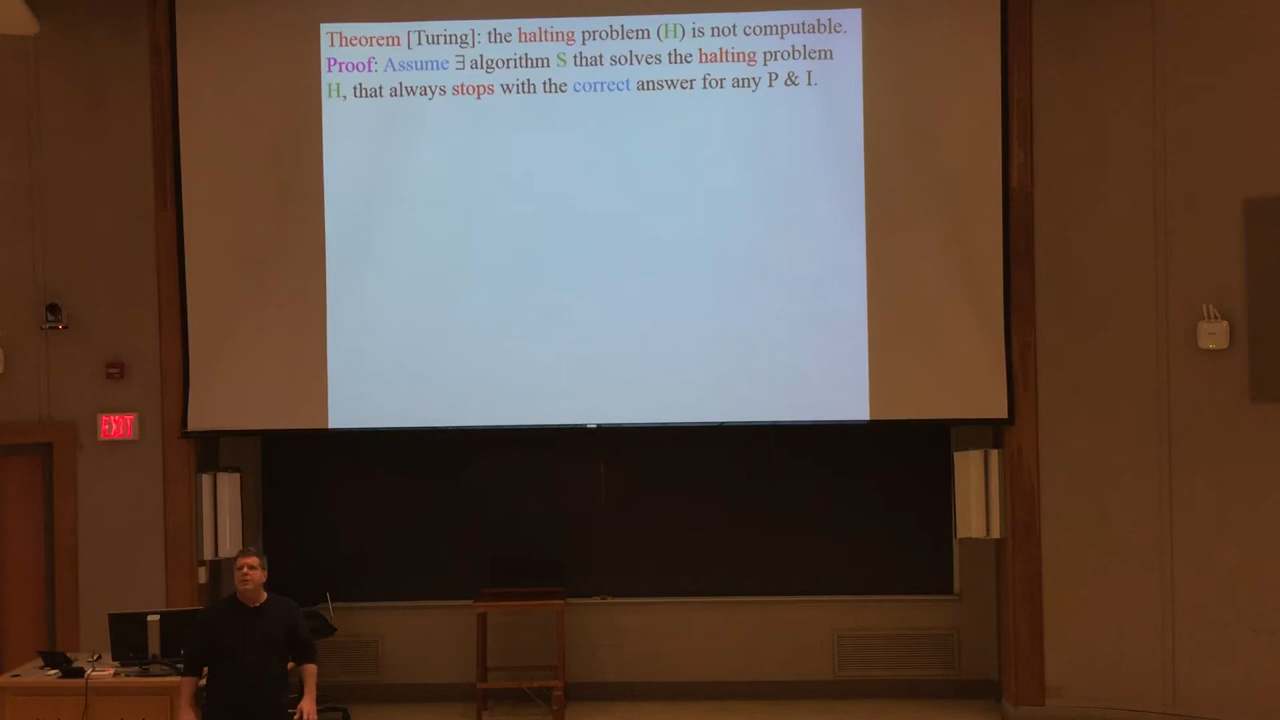 Theorem [Turing]: the halting problem (H) is not computable.
Proof: Assume ∃ algorithm S that solves the halting problem
H, that always stops with the correct answer for any P & I.
EXIT